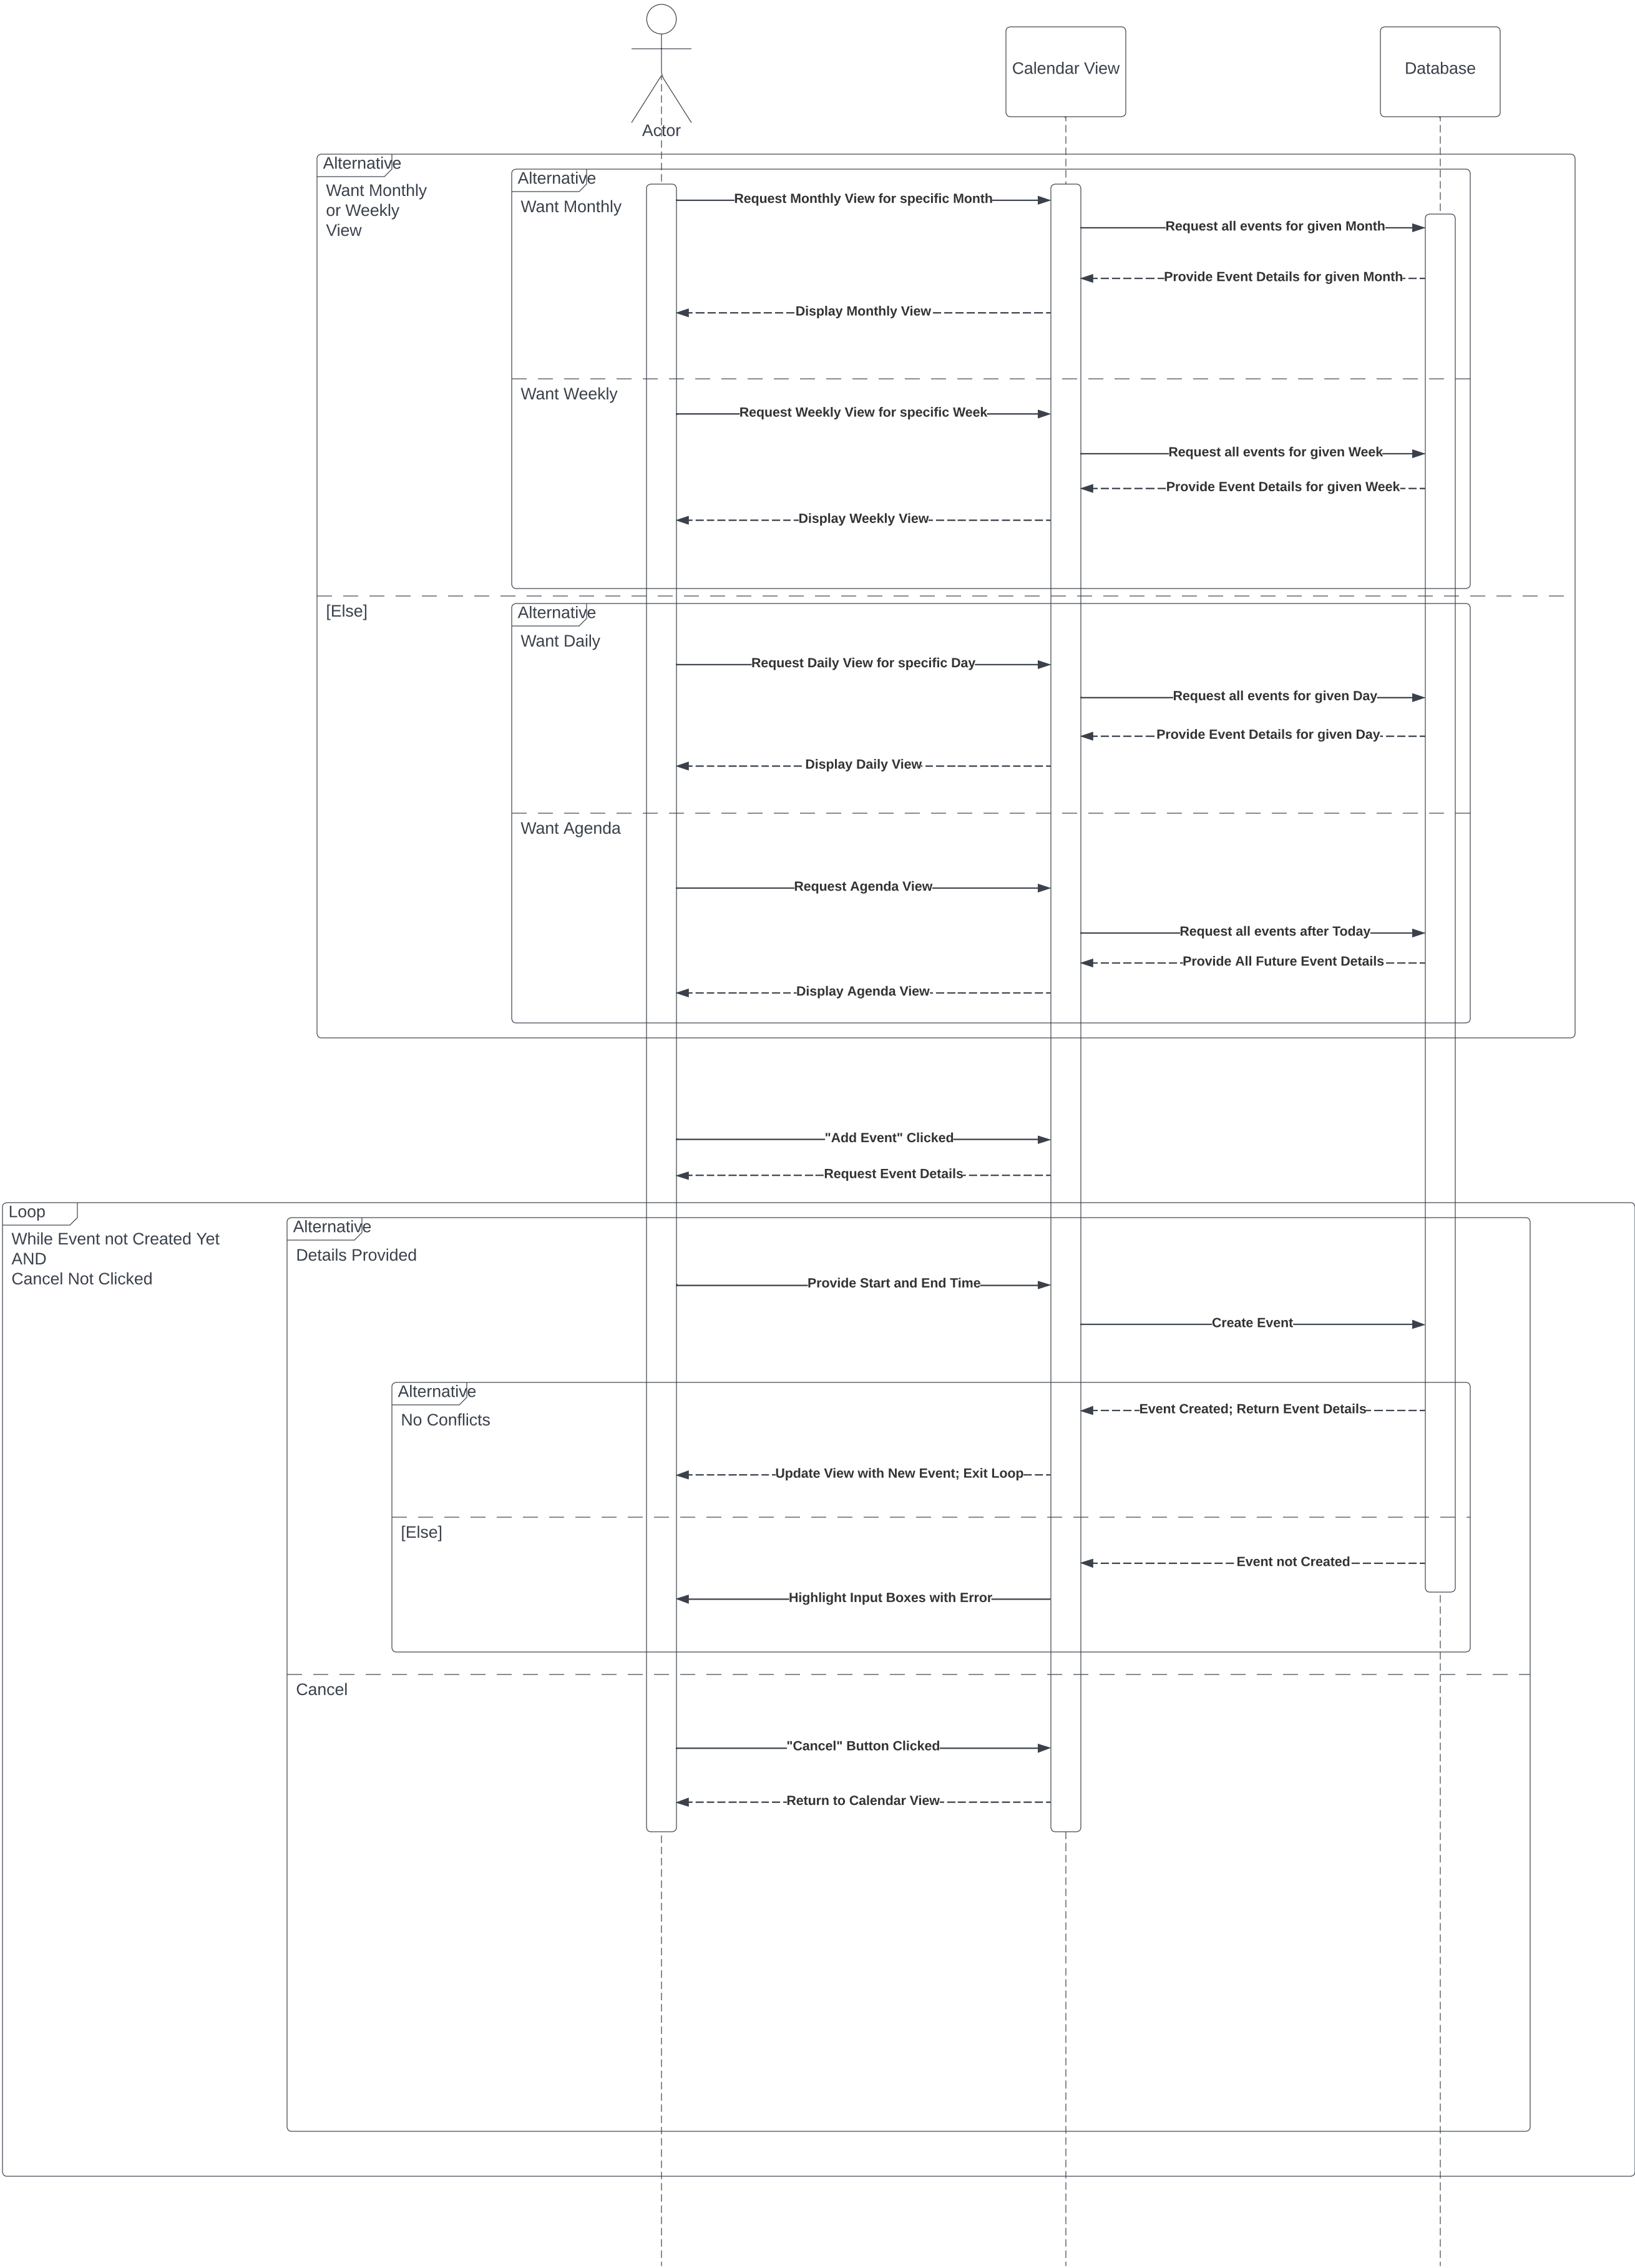 Actor
Calendar View
Database
Alternative
Want Monthly
or Weekly
View
Alternative
Want Monthly
Request Monthly View for specific Month
Request all events for given Month
Provide Event Details for given Month
Display Monthly View
Want Weekly
Request Weekly View for specific Week
Request all events for given Week
Provide Event Details for given Week
Display Weekly View
[Else]
Alternative
Want Daily
Request Daily View for specific Day
Request all events for given Day
Provide Event Details for given Day
Display Daily View
Want Agenda
Request Agenda View
Request all events after Today
Provide All Future Event Details
Display Agenda View
"Add Event" Clicked
Request Event Details
Loop
While Event not Created Yet
AND
Cancel Not Clicked
Alternative
Details Provided
Provide Start and End Time
Create Event
Alternative
No Conflicts
Event Created; Return Event Details
Update View with New Event; Exit Loop
[Else]
Event not Created
Highlight Input Boxes with Error
Cancel
"Cancel" Button Clicked
Return to Calendar View